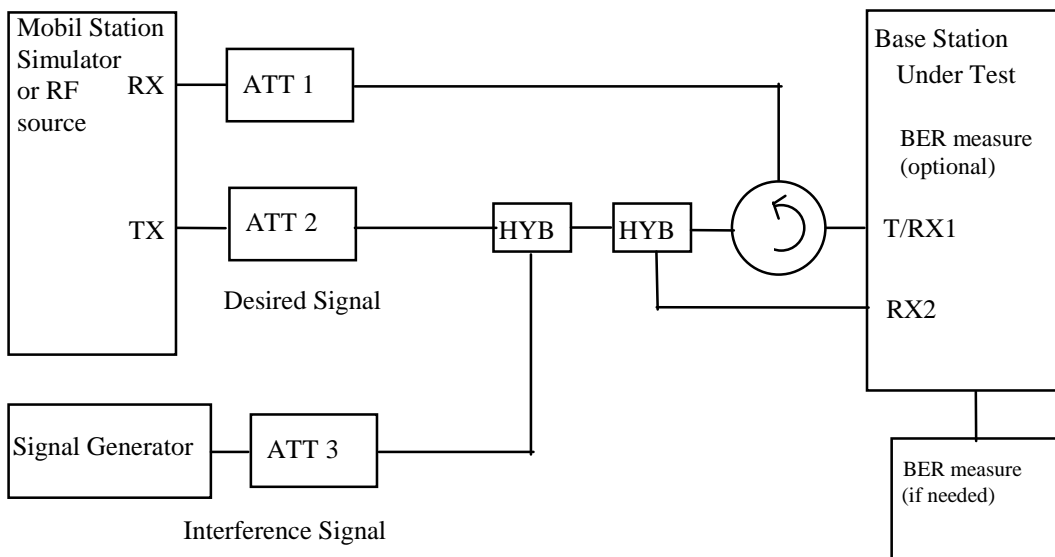 Mobil Station
Simulator
or RF
source
RX
TX
ATT 1
ATT 2
Desired Signal
HYB
HYB
Signal Generator
ATT 3
Interference Signal
Base Station
Under Test
BER measure
(optional)
T/RX1
RX2
BER measure
(if needed)